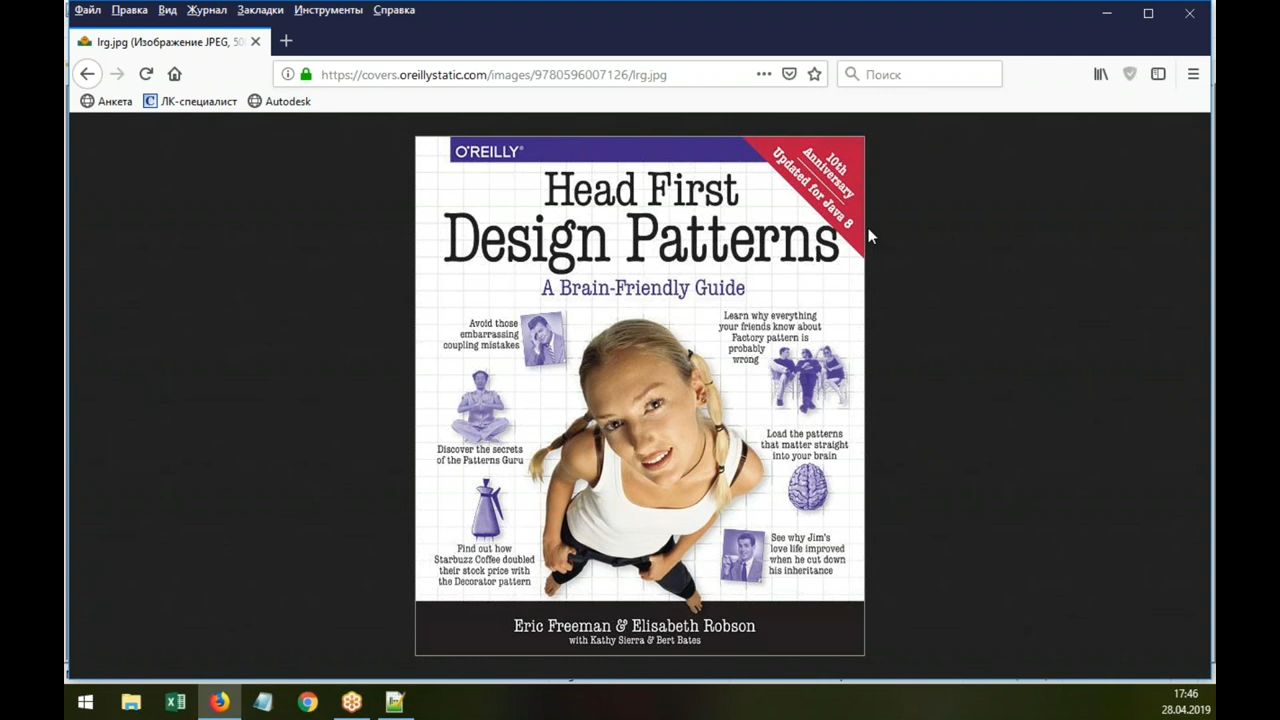 Файл Правка Вид Журнал Закладки Инструменты Справка
lrg.jpg (Изображение JPEG, 50
https://covers.oreillystatic.com/images/9780596007126/lrg.jpg
Поиск
Анкета ЛК-специалист Autodesk
O'REILLY®
10th
Anniversary
Updated for Java 8
Head First
Design Patterns
A Brain-Friendly Guide
Avoid those
embarrassing
coupling mistakes
Learn why everything
your friends know about
Factory pattern is
probably
wrong
Discover the secrets
of the Patterns Guru
Load the patterns
that matter straight
into your brain
Find out how
Starbuzz Coffee doubled
their stock price with
the Decorator pattern
See why Jim's
love life improved
when he cut down
his inheritance
Eric Freeman & Elisabeth Robson
with Kathy Sierra & Bert Bates
17:46
28.04.2019